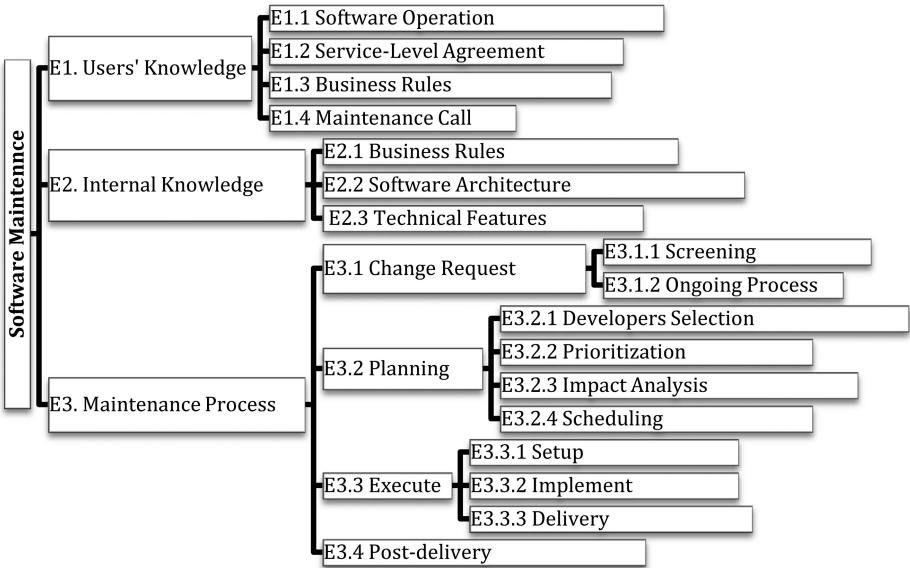 Software Maintennce
E1. Users' Knowledge
E1.1 Software Operation
E1.2 Service-Level Agreement
E1.3 Business Rules
E1.4 Maintenance Call
E2. Internal Knowledge
E2.1 Business Rules
E2.2 Software Architecture
E2.3 Technical Features
E3. Maintenance Process
E3.1 Change Request
E3.1.1 Screening
E3.1.2 Ongoing Process
E3.2 Planning
E3.2.1 Developers Selection
E3.2.2 Prioritization
E3.2.3 Impact Analysis
E3.2.4 Scheduling
E3.3 Execute
E3.3.1 Setup
E3.3.2 Implement
E3.3.3 Delivery
E3.4 Post-delivery